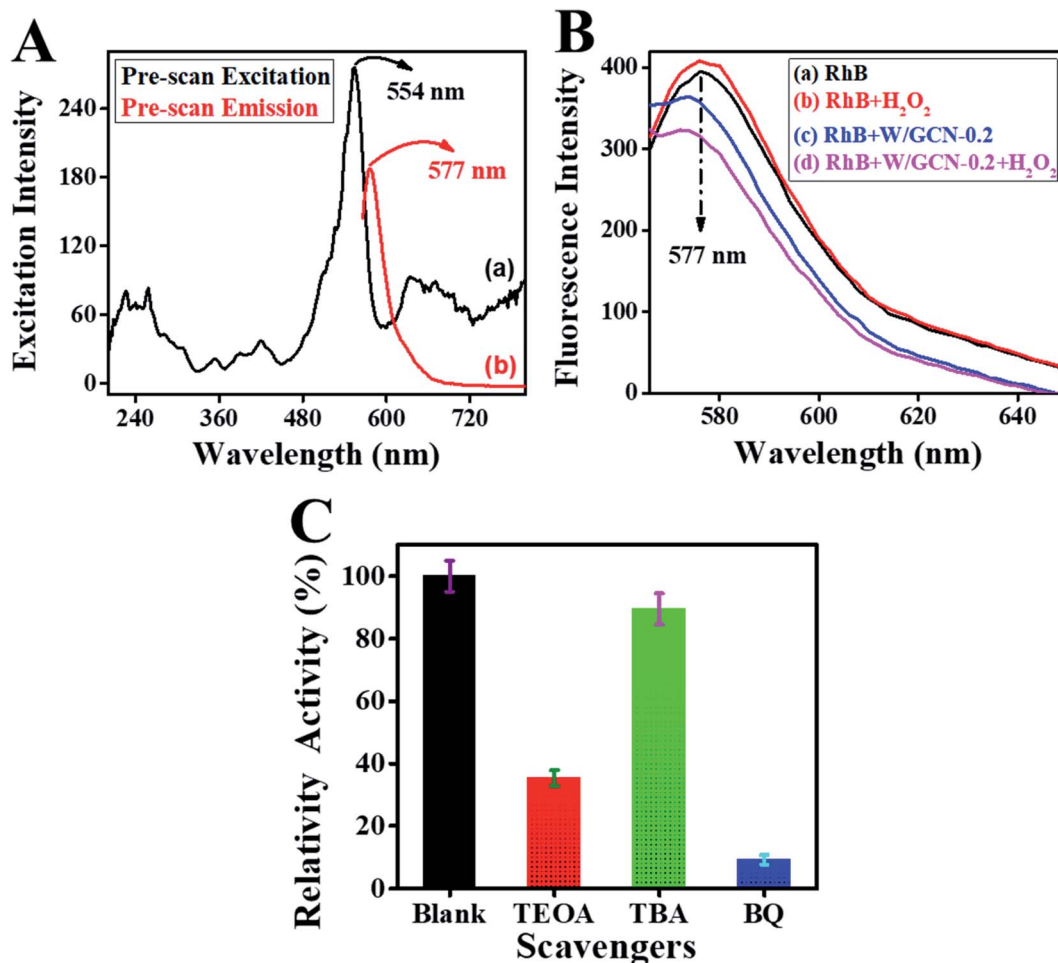 A
Pre-scan Excitation
Pre-scan Emission
554 nm
577 nm
(a)
(b)
Excitation Intensity
240
180
120
60
0
240 360 480 600 720
Wavelength (nm)
B
(a) RhB
(b) RhB+H₂O₂
(c) RhB+W/GCN-0.2
(d) RhB+W/GCN-0.2+H₂O₂
577 nm
Fluorescence Intensity
400
300
200
100
0
580 600 620 640
Wavelength (nm)
C
Relativity Activity (%)
100
80
60
40
20
0
Blank TEOA TBA BQ
Scavengers